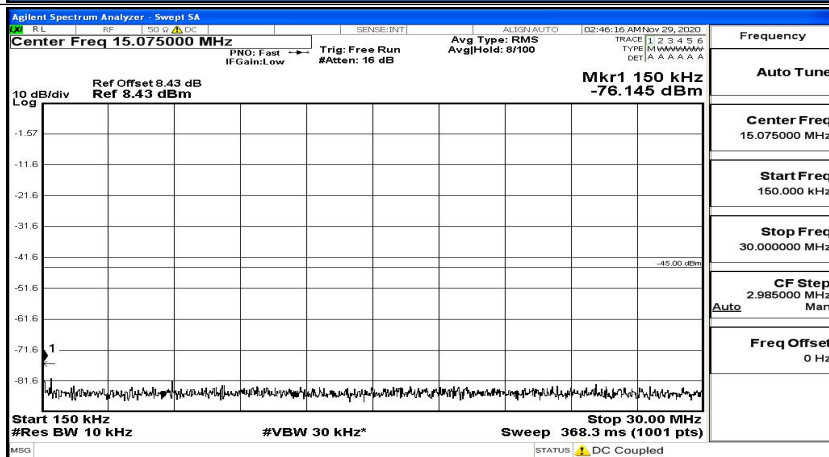 Agilent Spectrum Analyzer - Swept SA
LXI RL RF 50 Ω DC SENSE:INT ALIGN AUTO 02:46:16 AM Nov 29, 2020
Center Freq 15.075000 MHz
PNO: Fast
IFGain:Low
Trig: Free Run
#Atten: 16 dB
Avg Type: RMS
Avg|Hold: 8/100
TRACE 1 2 3 4 5 6
TYPE M WWWWW
DET A A A A A A
Ref Offset 8.43 dB
10 dB/div Ref 8.43 dBm
Log
Mkr1 150 kHz
-76.145 dBm
-1.57
-11.6
-21.6
-31.6
-41.6
-45.00 dBm
-51.6
-61.6
-71.6
1
-81.6
Start 150 kHz
Stop 30.00 MHz
#Res BW 10 kHz #VBW 30 kHz* Sweep 368.3 ms (1001 pts)
MSG STATUS DC Coupled
Frequency
Auto Tune
Center Freq
15.075000 MHz
Start Freq
150.000 kHz
Stop Freq
30.000000 MHz
CF Step
2.985000 MHz
Auto Man
Freq Offset
0 Hz